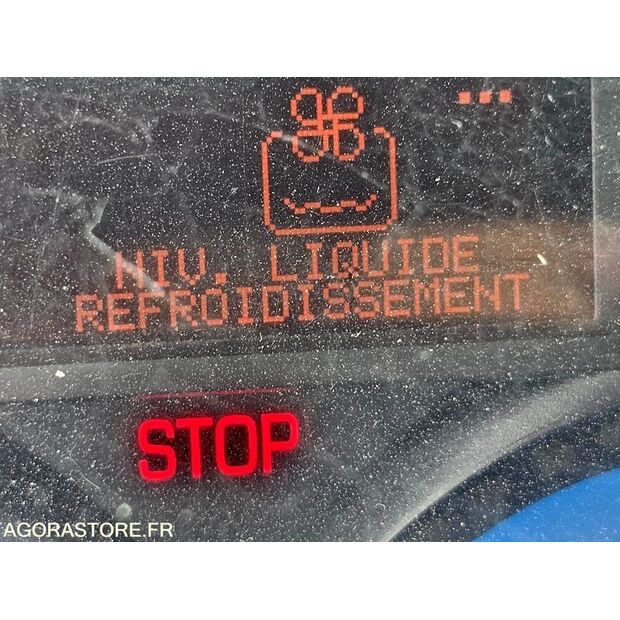 NIV. LIQUIDE
REFROIDISSEMENT
STOP
AGORASTORE.FR